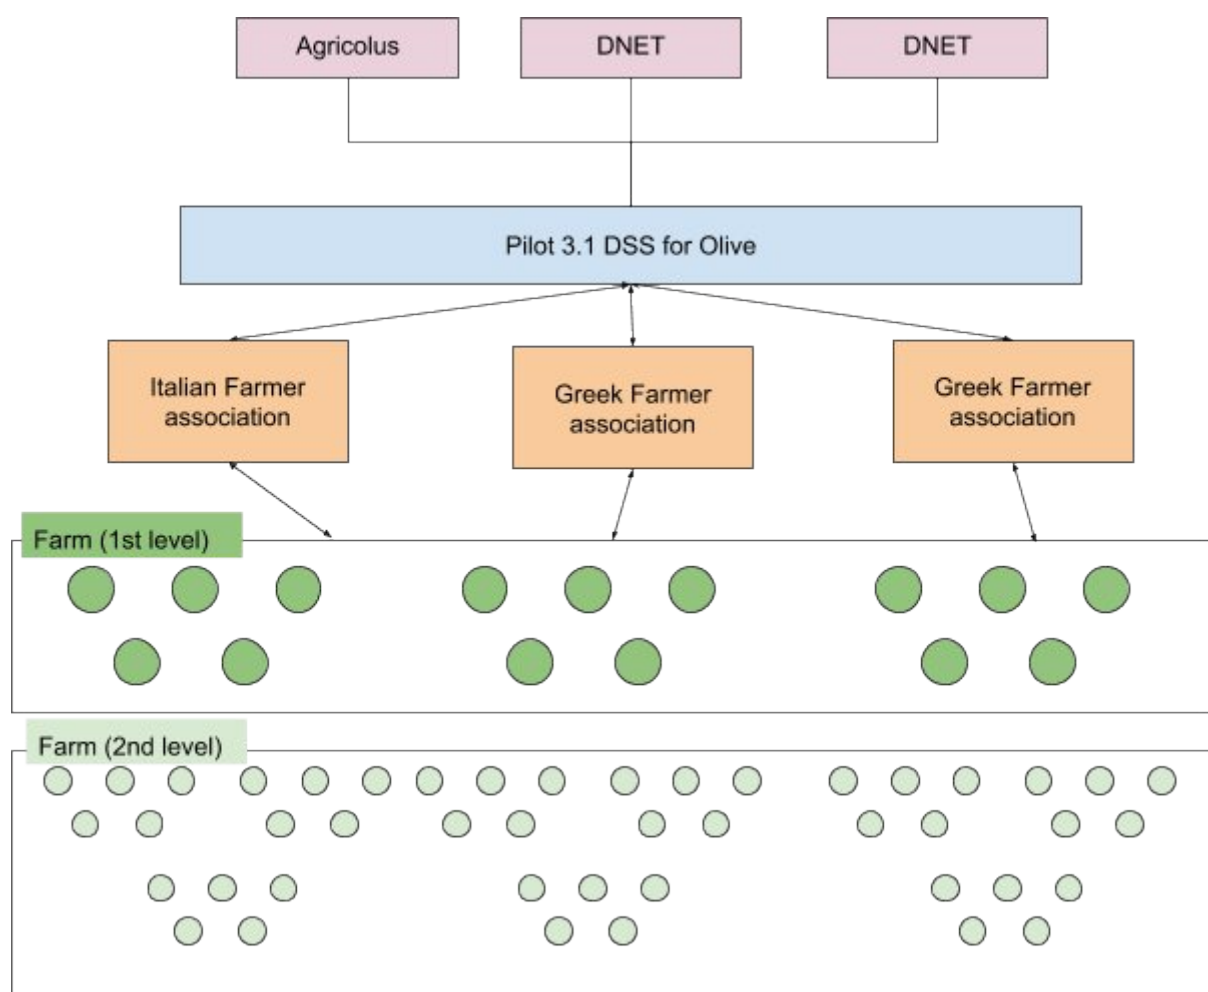 Agricolus
DNET
DNET
Pilot 3.1 DSS for Olive
Italian Farmer
association
Greek Farmer
association
Greek Farmer
association
Farm (1st level)
Farm (2nd level)